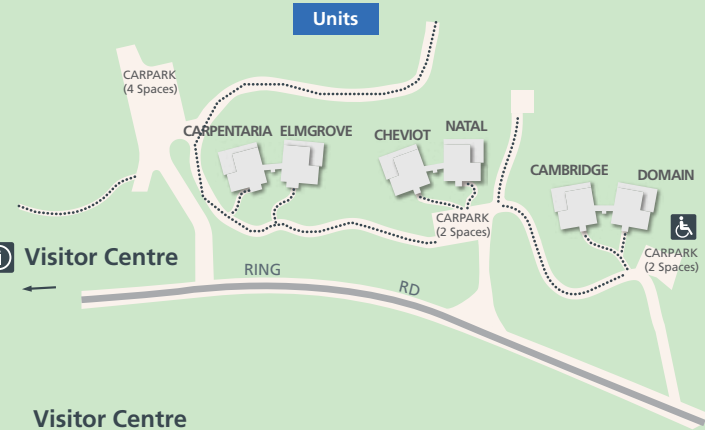 Units
CARPARK
(4 Spaces)
CARPENTARIA
ELMGROVE
CHEVIOT
NATAL
CAMBRIDGE
DOMAIN
CARPARK
(2 Spaces)
CARPARK
(2 Spaces)
i Visitor Centre
RING RD
Visitor Centre